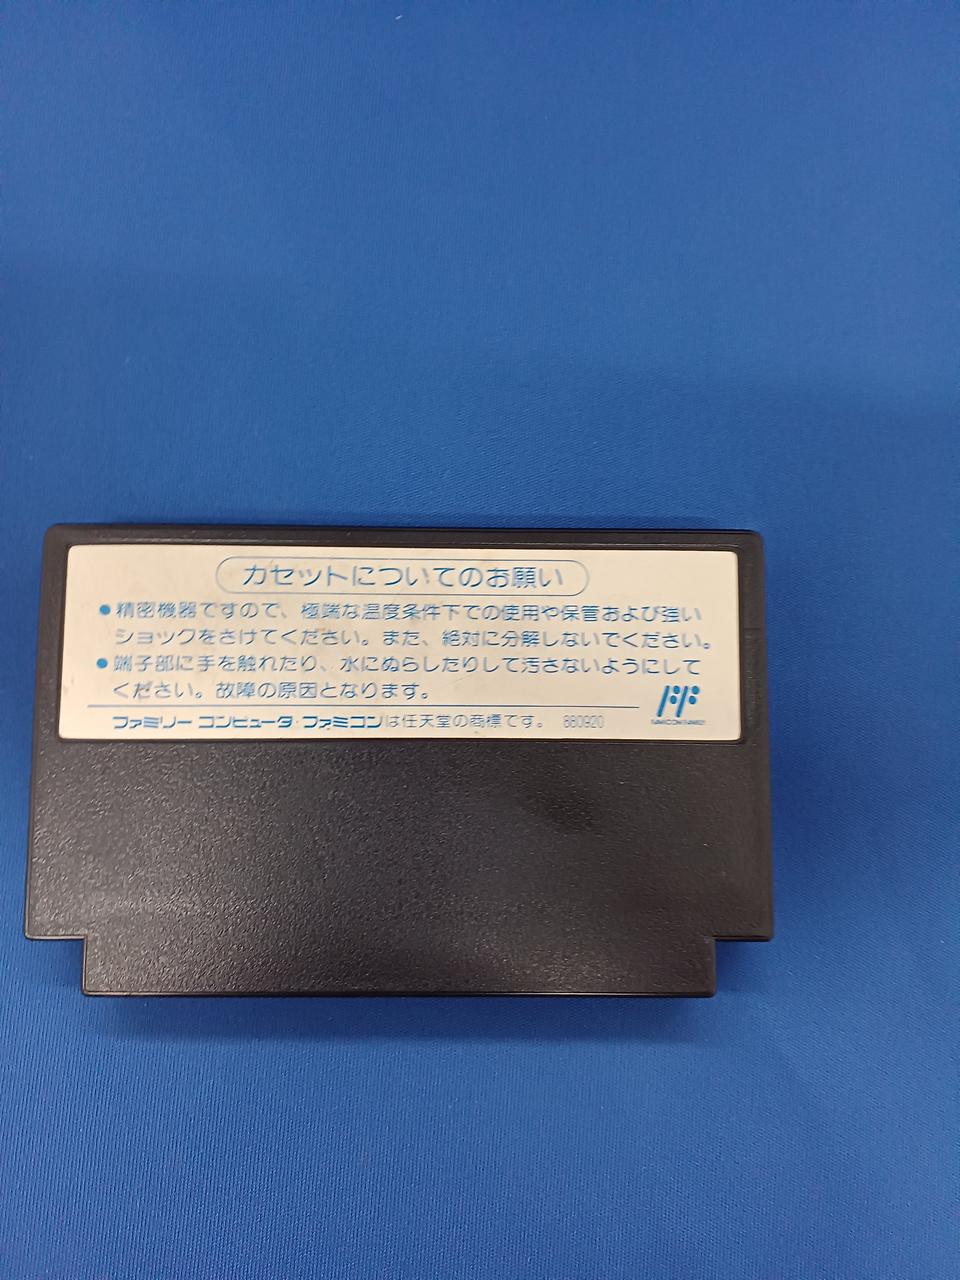 カセットについてのお願い
●精密機器ですので、極端な温度条件下での使用や保管および強い
ショックをさけてください。また、絶対に分解しないでください。
●端子部に手を触れたり、水にぬらしたりして汚さないようにして
ください。故障の原因となります。
FAMICOM FAMILY
ファミリー コンピュータ・ファミコンは任天堂の商標です。 880920